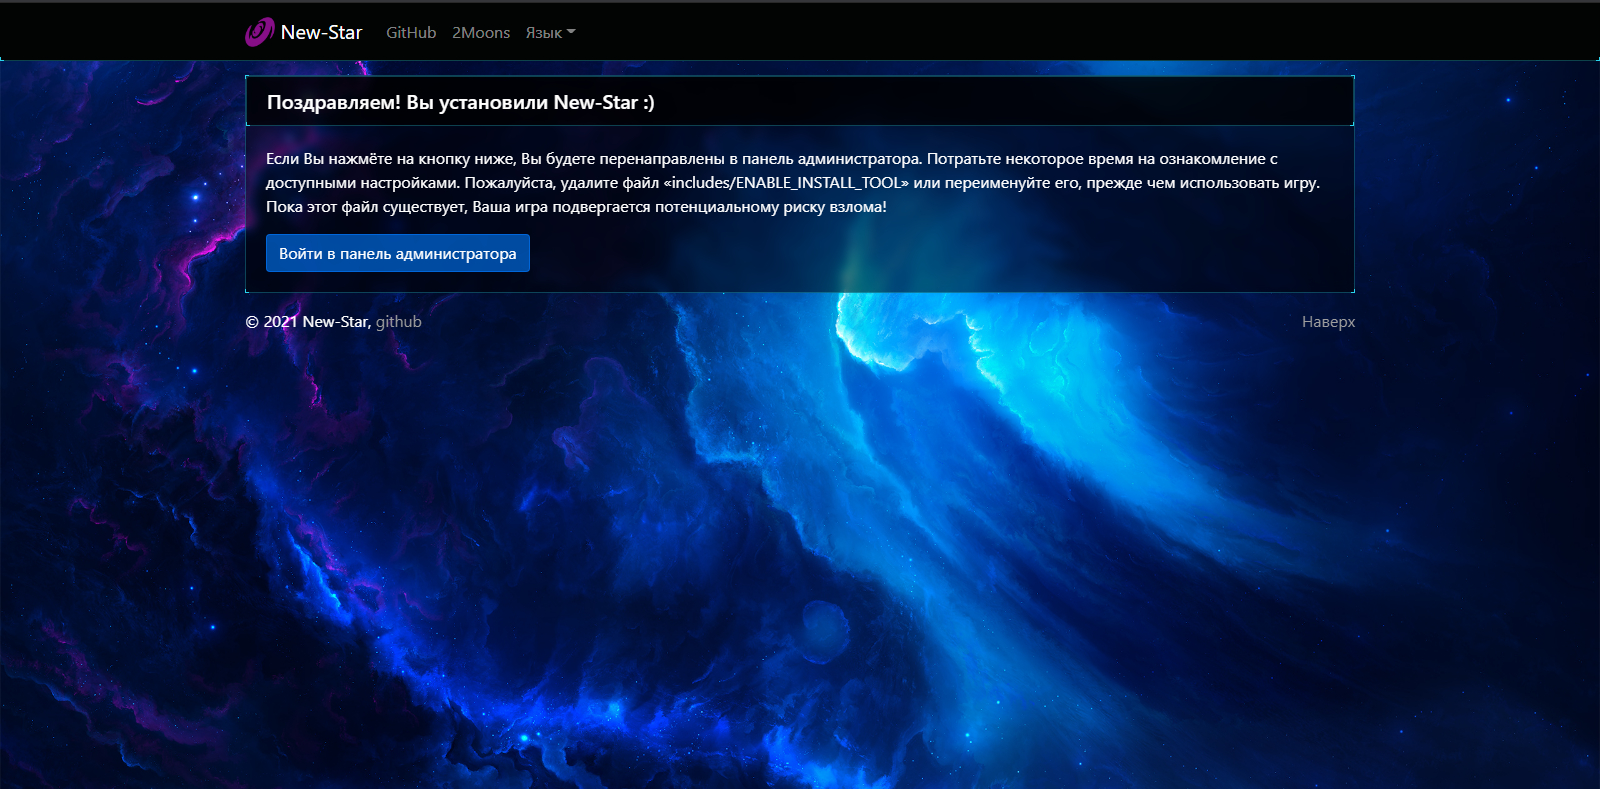 New-Star GitHub 2Moons Язык
Поздравляем! Вы установили New-Star :)
Если Вы нажмёте на кнопку ниже, Вы будете перенаправлены в панель администратора. Потратьте некоторое время на ознакомление с
доступными настройками. Пожалуйста, удалите файл «includes/ENABLE_INSTALL_TOOL» или переименуйте его, прежде чем использовать игру.
Пока этот файл существует, Ваша игра подвергается потенциальному риску взлома!
Войти в панель администратора
© 2021 New-Star, github Наверх